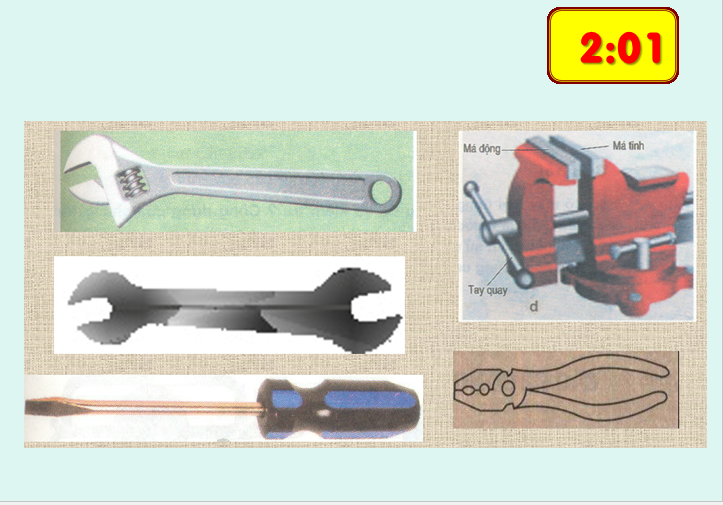 2:01
Má động
Má tĩnh
Tay quay
d